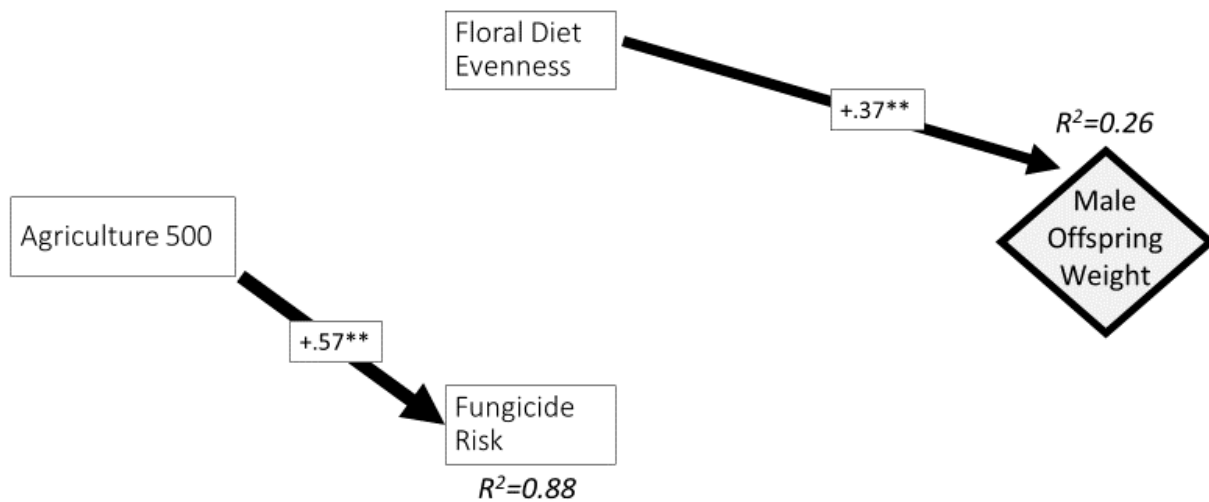 Floral Diet
Evenness
+.37**
R²=0.26
Male
Offspring
Weight
Agriculture 500
+.57**
Fungicide
Risk
R²=0.88